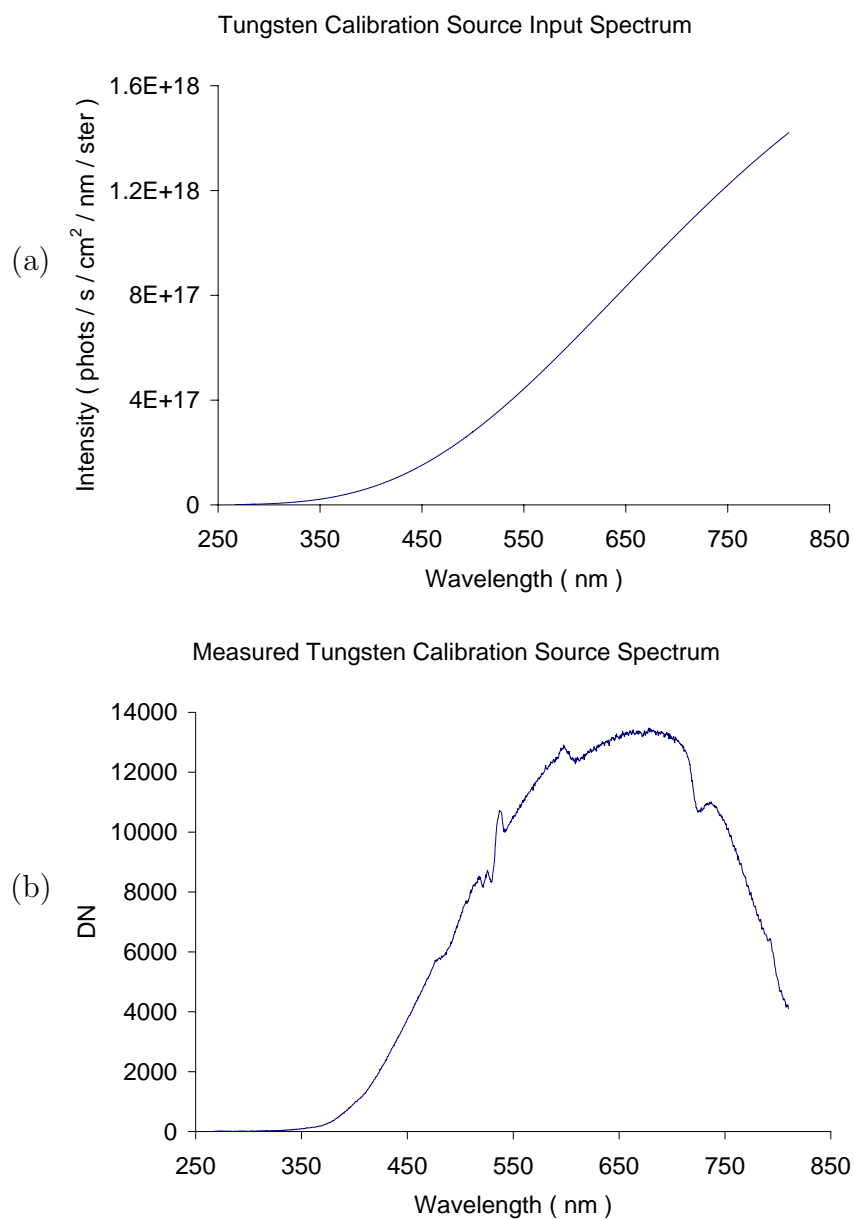 Tungsten Calibration Source Input Spectrum
(a)
Intensity ( phots / s / cm² / nm / ster )
1.6E+18
1.2E+18
8E+17
4E+17
0
250 350 450 550 650 750 850
Wavelength ( nm )
Measured Tungsten Calibration Source Spectrum
(b)
DN
14000
12000
10000
8000
6000
4000
2000
0
250 350 450 550 650 750 850
Wavelength ( nm )